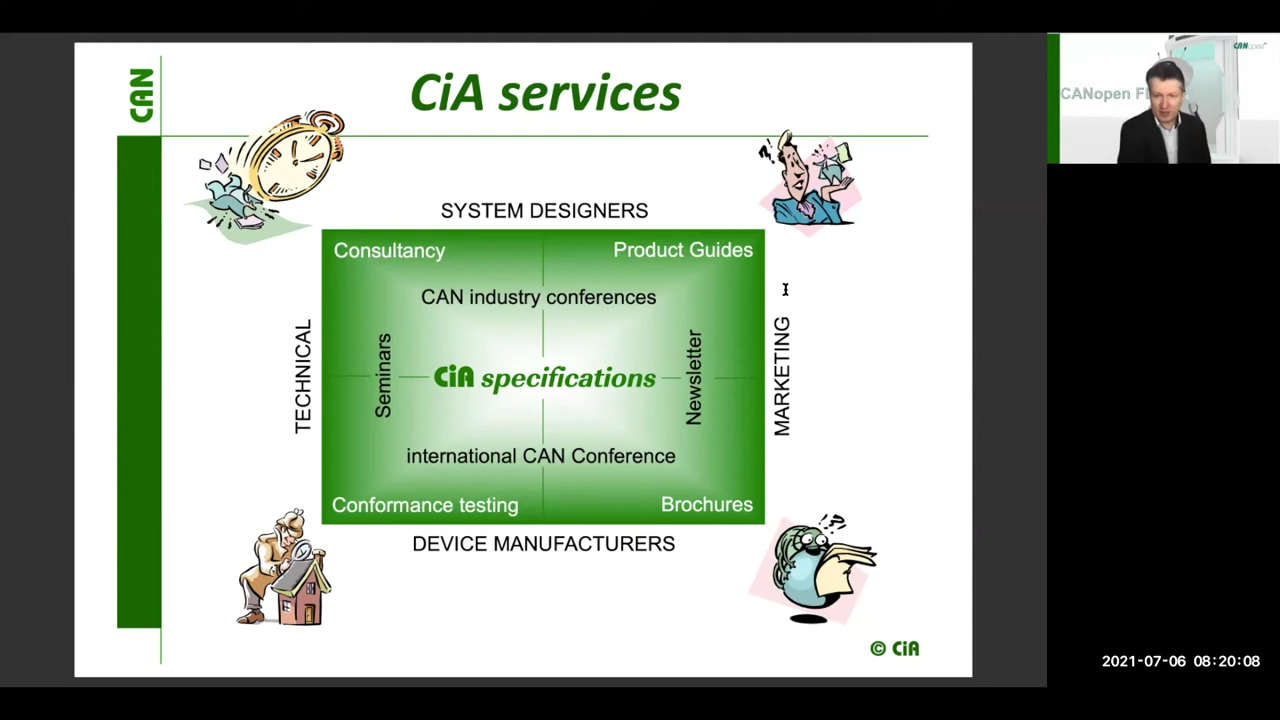 CAN
CiA services
SYSTEM DESIGNERS
Consultancy
Product Guides
CAN industry conferences
TECHNICAL
Seminars
CiA specifications
Newsletter
MARKETING
international CAN Conference
Conformance testing
Brochures
DEVICE MANUFACTURERS
© CiA
CANopen
CANopen
2021-07-06 08:20:08